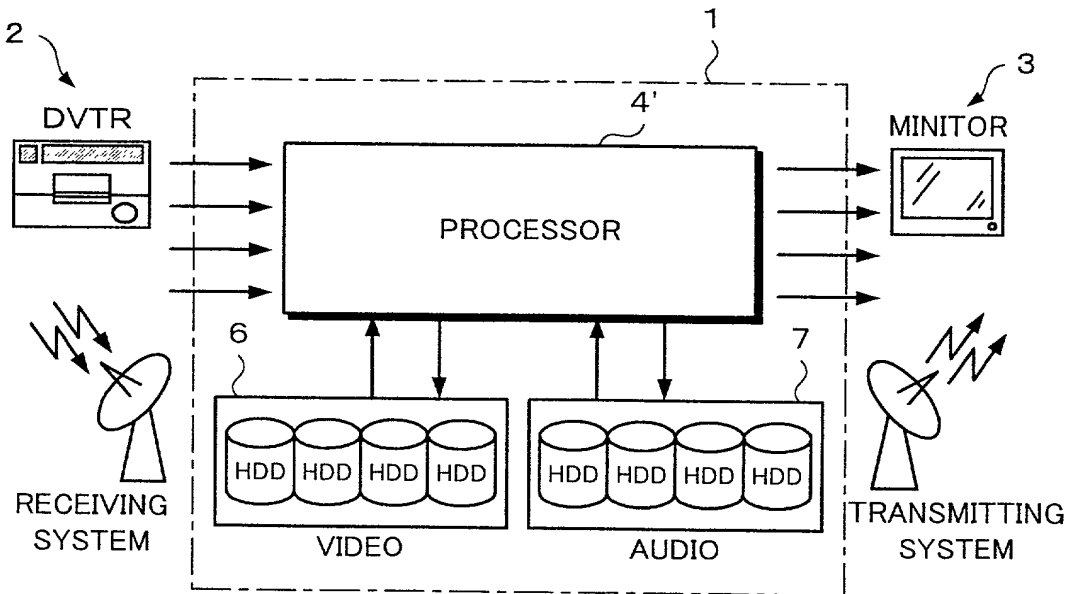 2
1
3
DVTR
4'
MINITOR
PROCESSOR
6
7
HDD HDD HDD HDD
HDD HDD HDD HDD
RECEIVING
SYSTEM
VIDEO
AUDIO
TRANSMITTING
SYSTEM